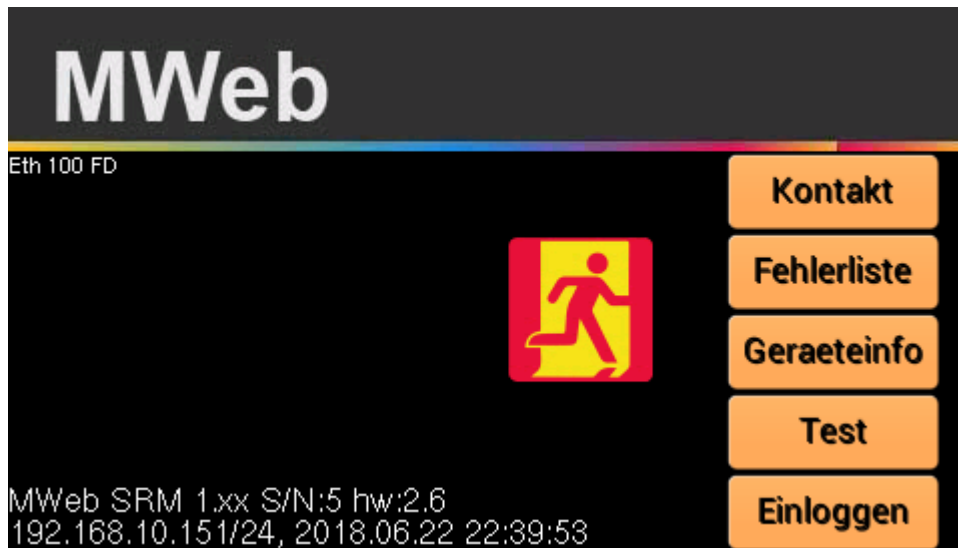 MWeb
Eth 100 FD
Kontakt
Fehlerliste
Geraeteinfo
Test
Einloggen
MWeb SRM 1.xx S/N:5 hw:2.6
192.168.10.151/24, 2018.06.22 22:39:53